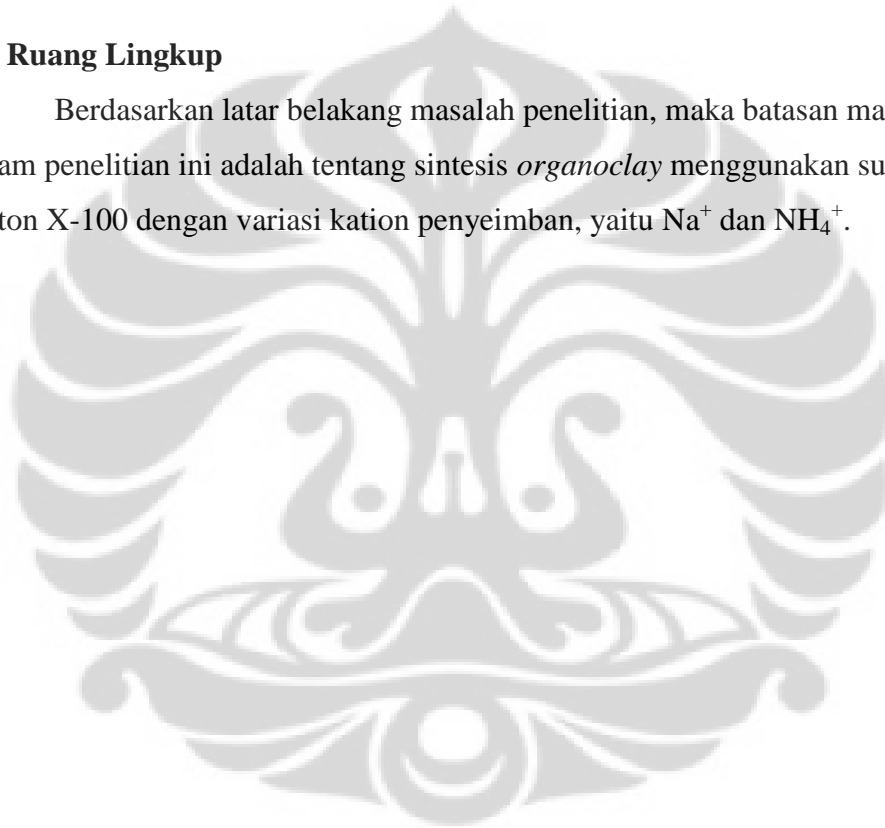 Ruang Lingkup
Berdasarkan latar belakang masalah penelitian, maka batasan ma
am penelitian ini adalah tentang sintesis organoclay menggunakan su
ton X-100 dengan variasi kation penyeimban, yaitu Na⁺ dan NH₄⁺.